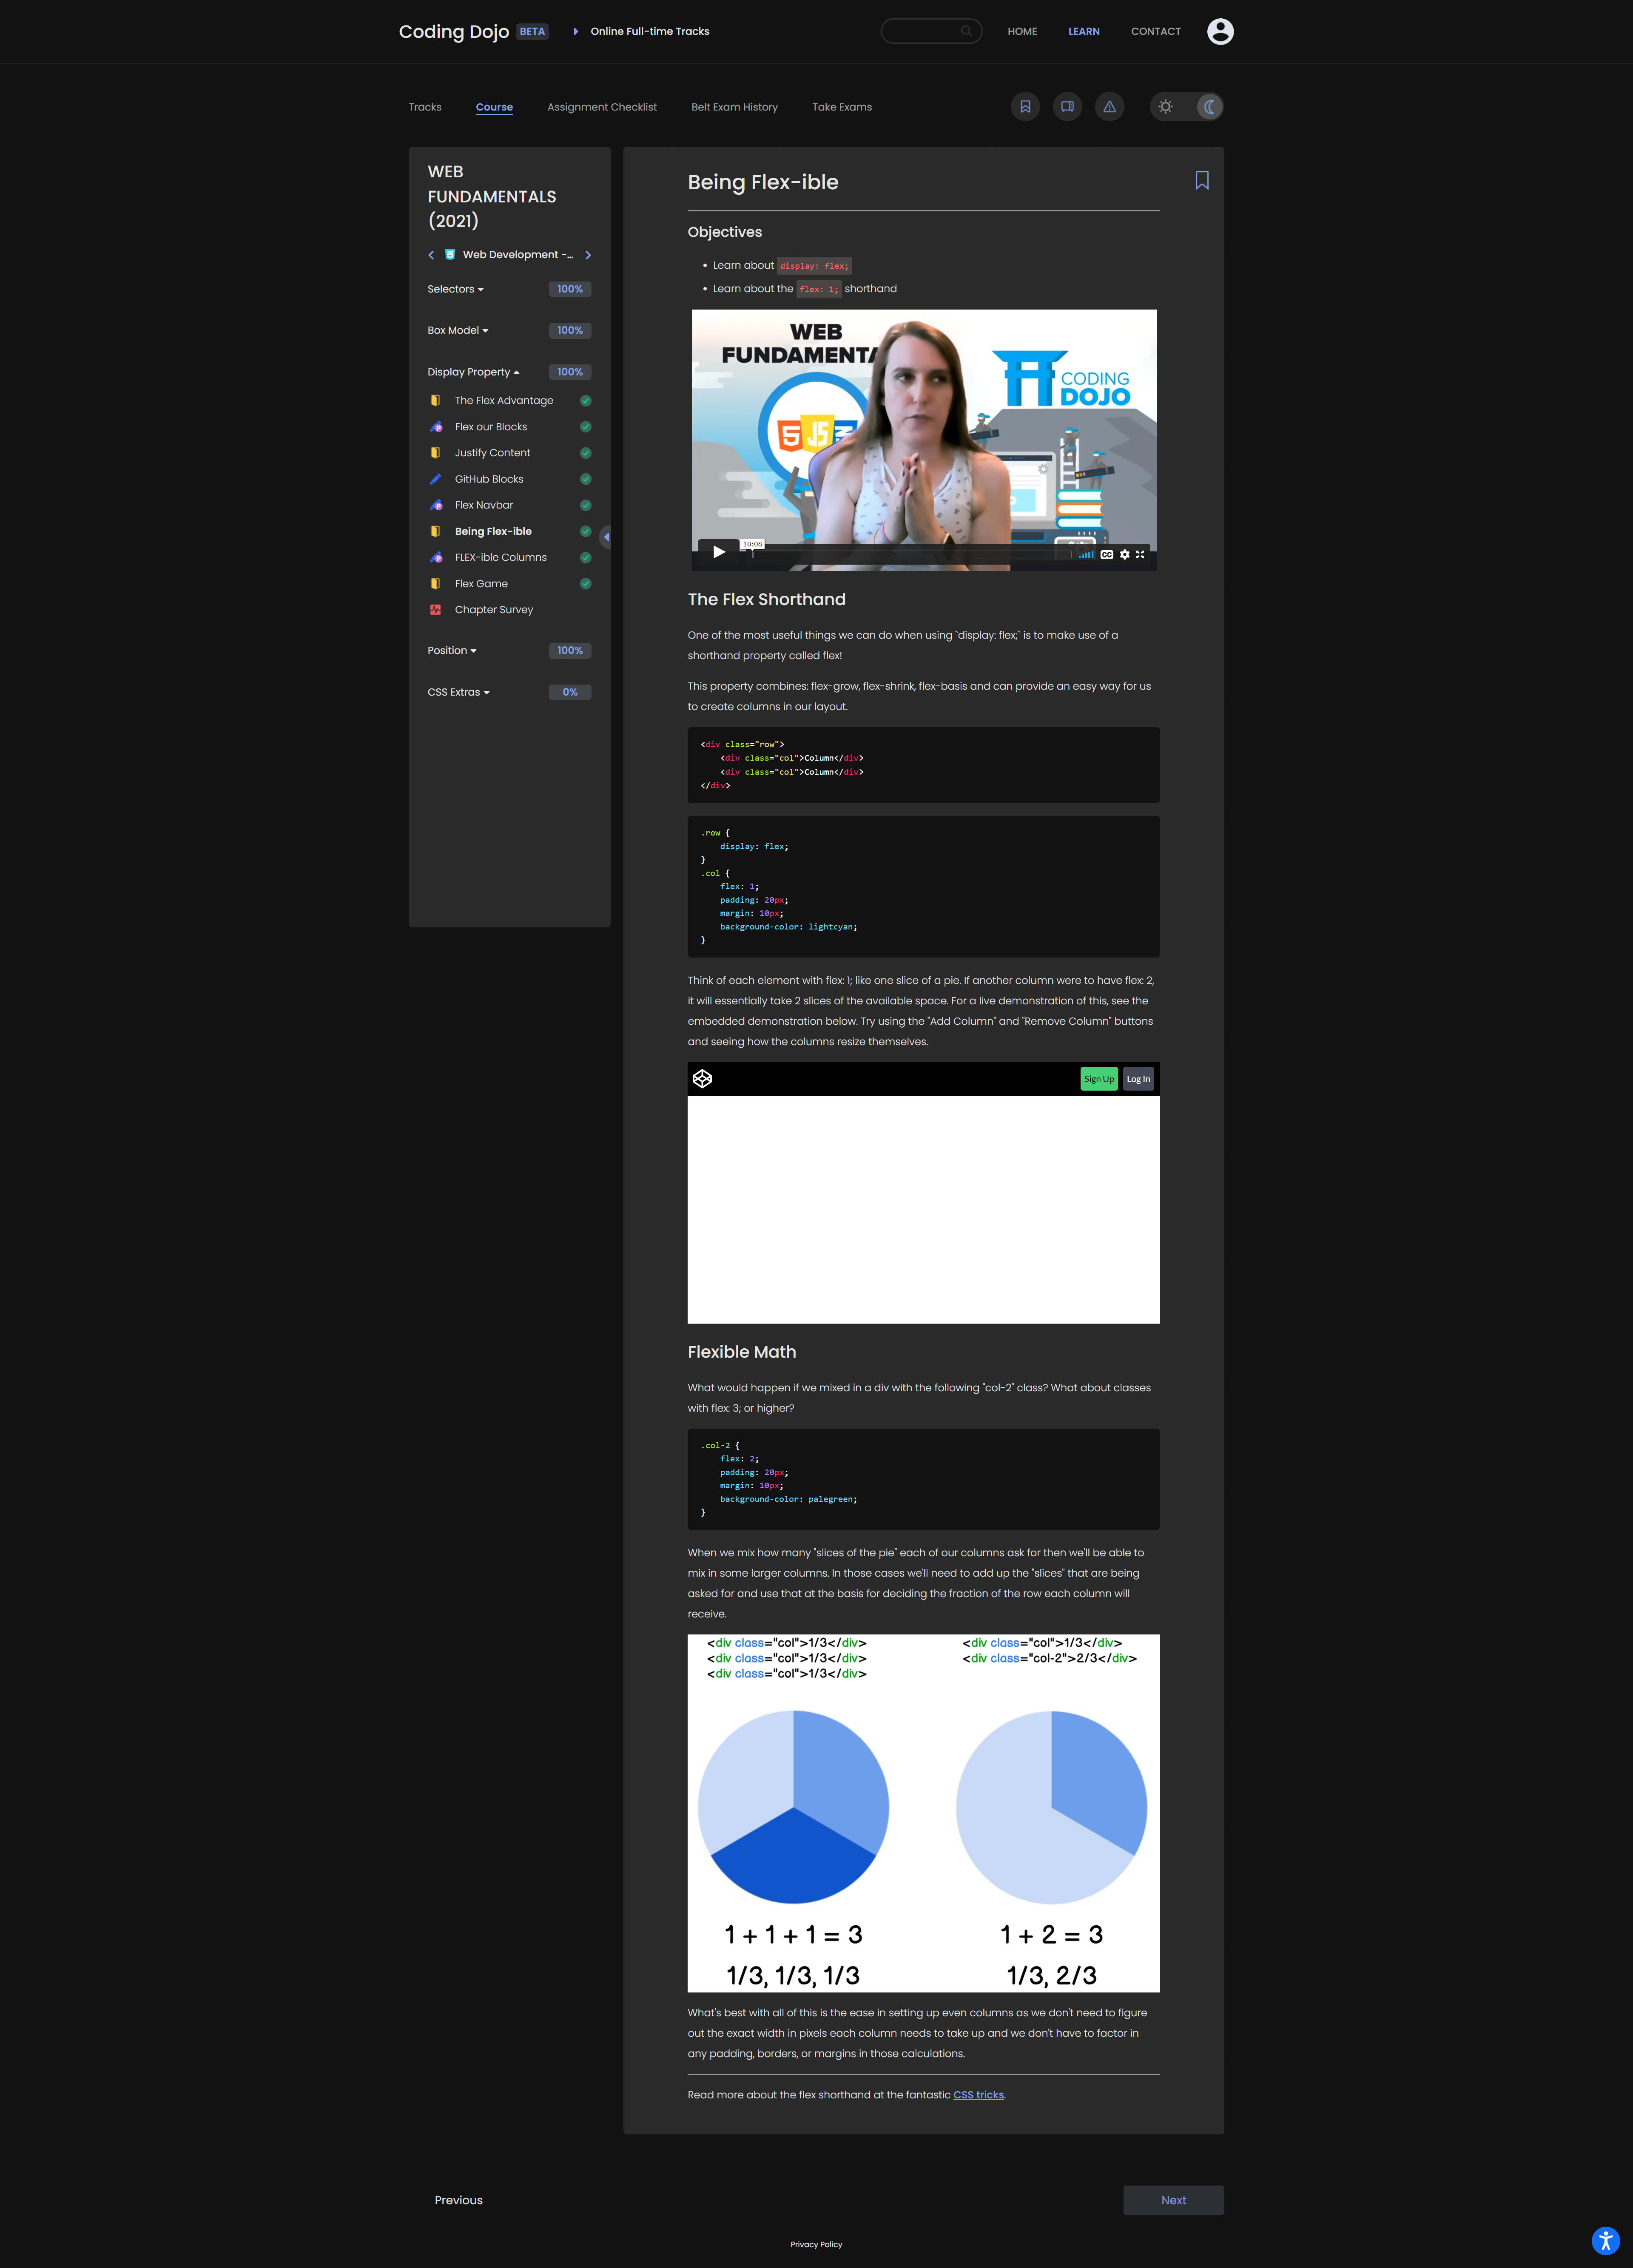 Coding Dojo BETA Online Full-time Tracks HOME LEARN CONTACT
Tracks Course Assignment Checklist Belt Exam History Take Exams
WEB
FUNDAMENTALS
(2021)
Web Development -...
Selectors 100%
Box Model 100%
Display Property 100%
The Flex Advantage
Flex our Blocks
Justify Content
GitHub Blocks
Flex Navbar
Being Flex-ible
FLEX-ible Columns
Flex Game
Chapter Survey
Position 100%
CSS Extras 0%
Being Flex-ible
Objectives
• Learn about display: flex;
• Learn about the flex: 1; shorthand
WEB
FUNDAMENTA
CODING
DOJO
5 JS
10:08
CC
The Flex Shorthand
One of the most useful things we can do when using `display: flex;` is to make use of a
shorthand property called flex!
This property combines: flex-grow, flex-shrink, flex-basis and can provide an easy way for us
to create columns in our layout.
<div class="row">
    <div class="col">Column</div>
    <div class="col">Column</div>
</div>
.row {
    display: flex;
}
.col {
    flex: 1;
    padding: 20px;
    margin: 10px;
    background-color: lightcyan;
}
Think of each element with flex: 1; like one slice of a pie. If another column were to have flex: 2,
it will essentially take 2 slices of the available space. For a live demonstration of this, see the
embedded demonstration below. Try using the "Add Column" and "Remove Column" buttons
and seeing how the columns resize themselves.
Sign Up Log In
Flexible Math
What would happen if we mixed in a div with the following "col-2" class? What about classes
with flex: 3; or higher?
.col-2 {
    flex: 2;
    padding: 20px;
    margin: 10px;
    background-color: palegreen;
}
When we mix how many "slices of the pie" each of our columns ask for then we'll be able to
mix in some larger columns. In those cases we'll need to add up the "slices" that are being
asked for and use that at the basis for deciding the fraction of the row each column will
receive.
<div class="col">1/3</div>
<div class="col">1/3</div>
<div class="col">1/3</div>
1 + 1 + 1 = 3
1/3, 1/3, 1/3
<div class="col">1/3</div>
<div class="col-2">2/3</div>
1 + 2 = 3
1/3, 2/3
What's best with all of this is the ease in setting up even columns as we don't need to figure
out the exact width in pixels each column needs to take up and we don't have to factor in
any padding, borders, or margins in those calculations.
Read more about the flex shorthand at the fantastic CSS tricks.
Previous Next
Privacy Policy